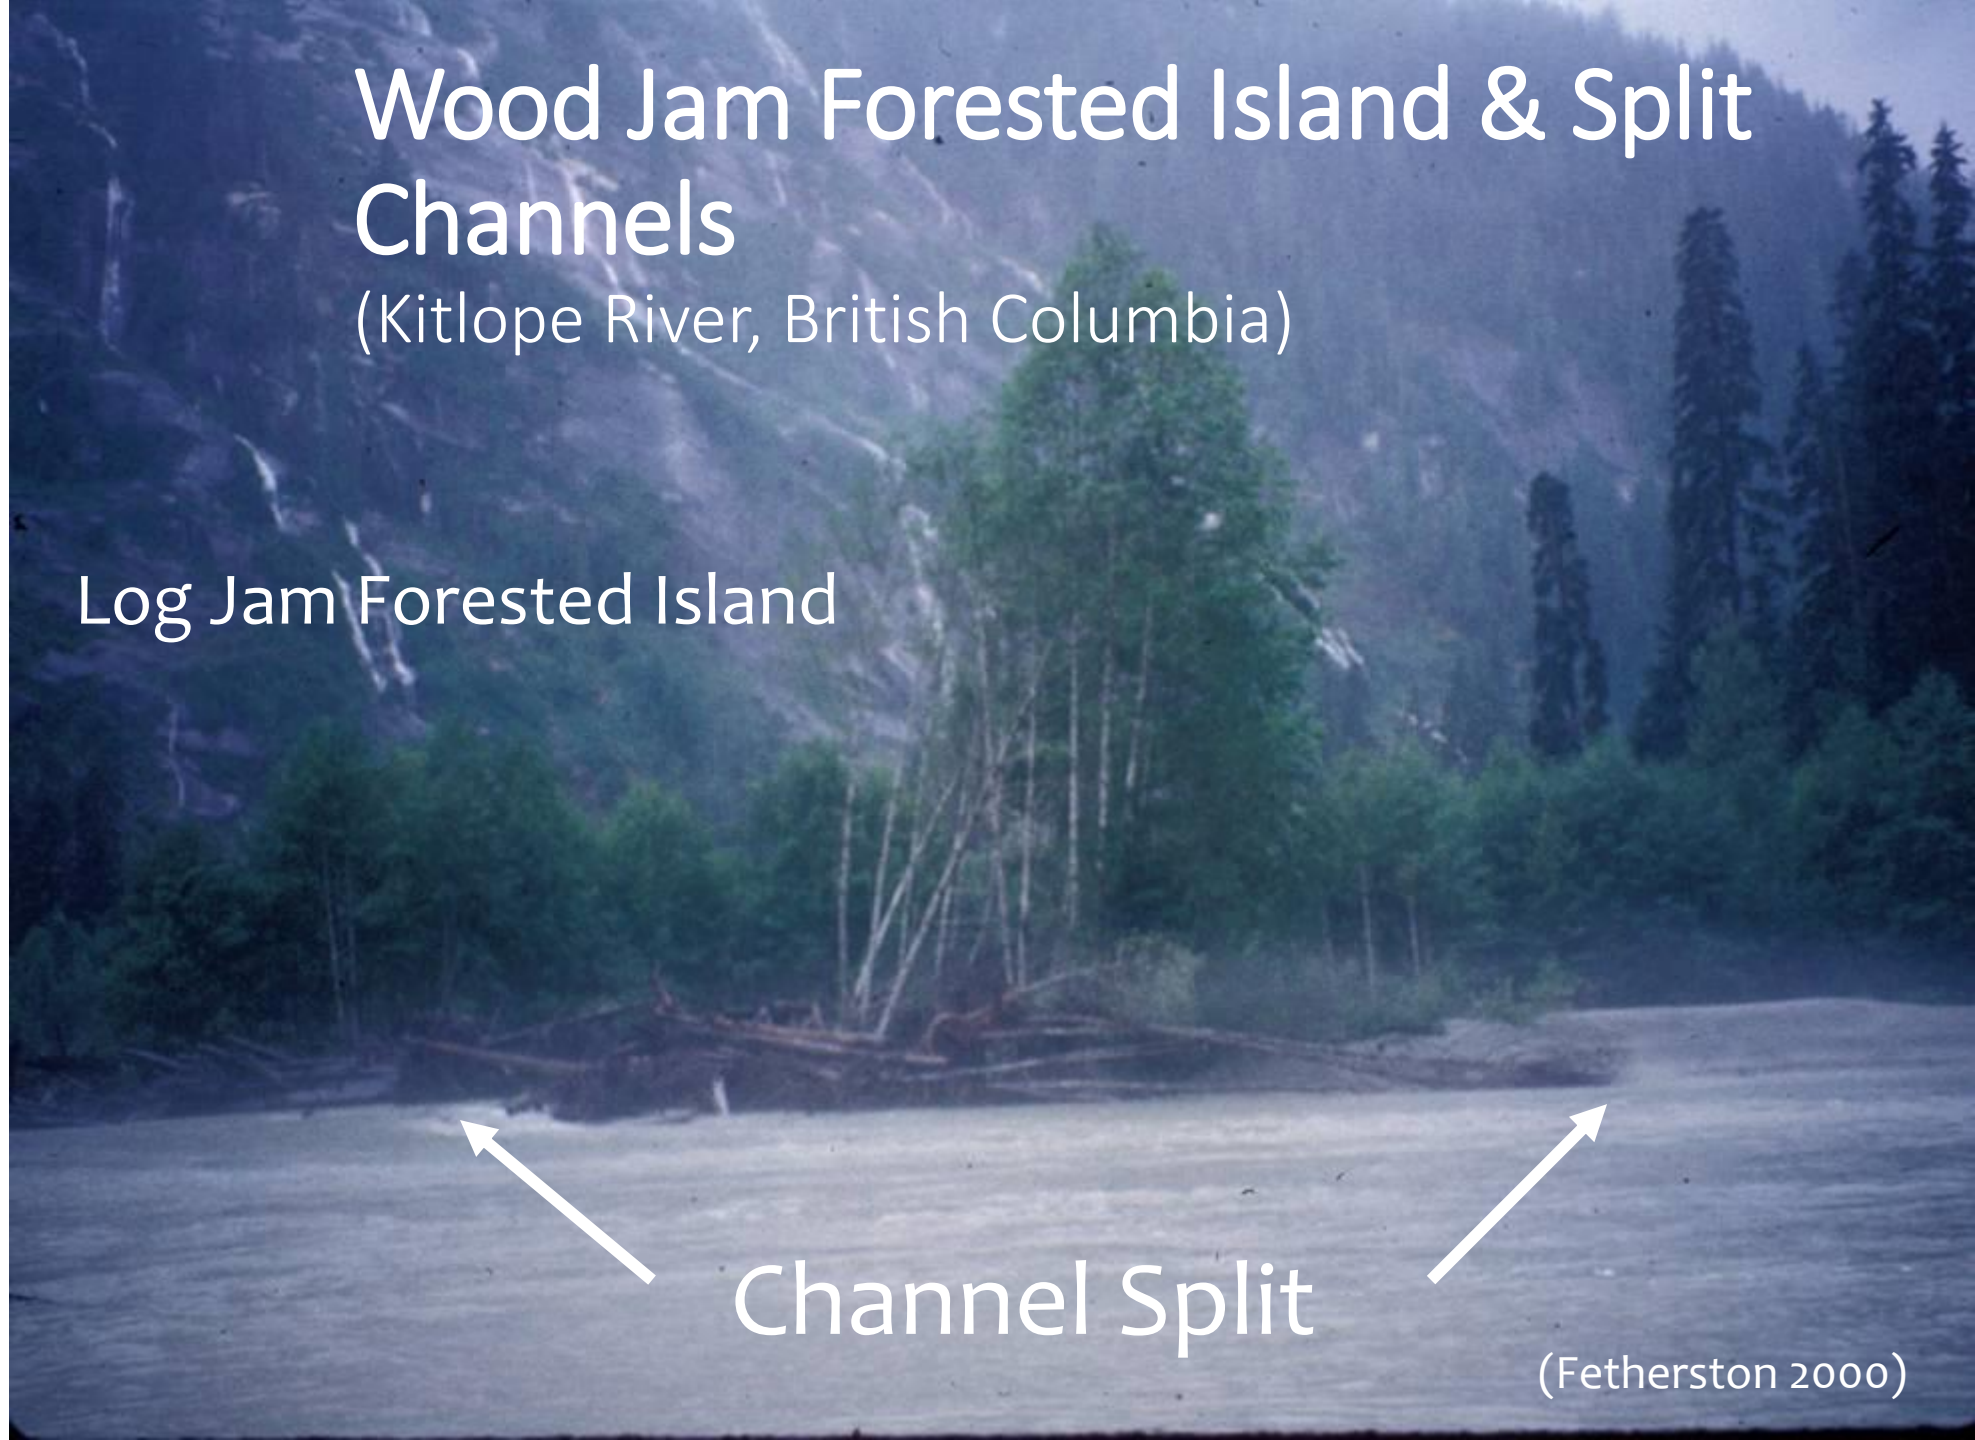 Wood Jam Forested Island & Split
Channels
(Kitlope River, British Columbia)
Log Jam Forested Island
Channel Split
(Fetherston 2000)